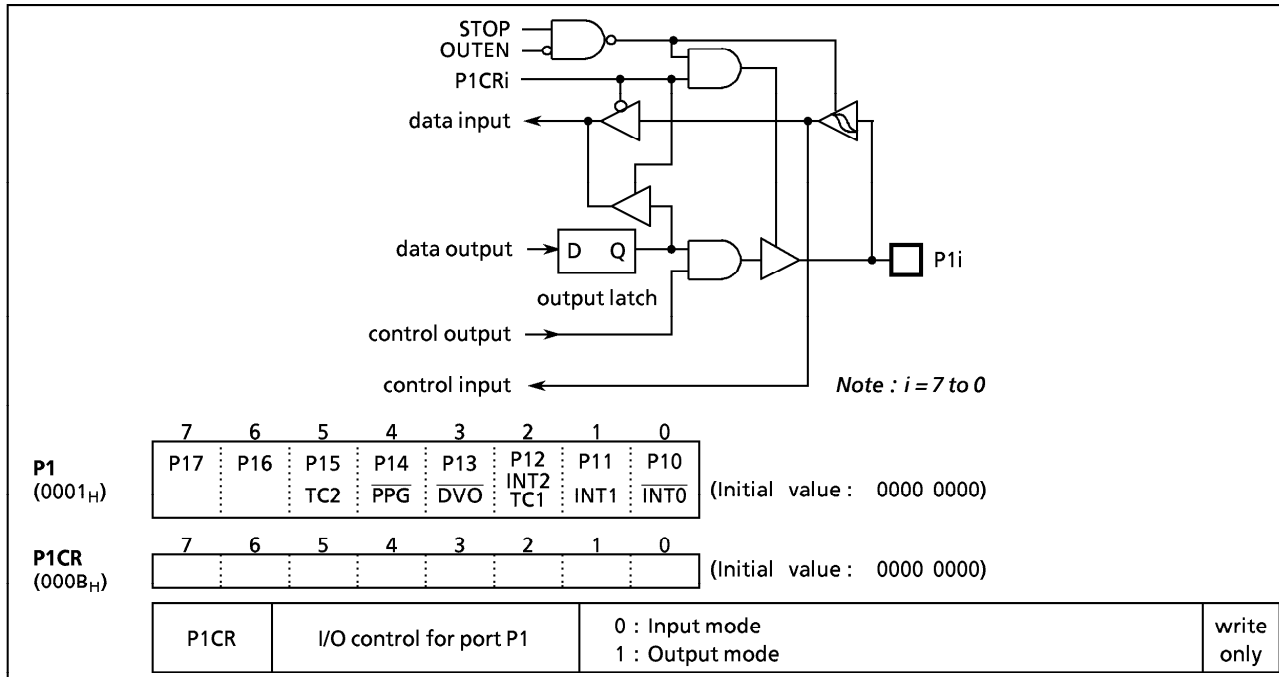 STOP
OUTEN
P1CRi
data input
data output
D Q
P1i
output latch
control output
control input
Note : i = 7 to 0
7 6 5 4 3 2 1 0
P1
(0001H)
P17 P16 P15 P14 P13 P12 P11 P10
TC2 PPG DVO INT2 TC1 INT1 INT0
(Initial value : 0000 0000)
7 6 5 4 3 2 1 0
P1CR
(000BH)
(Initial value : 0000 0000)
P1CR I/O control for port P1
0 : Input mode
1 : Output mode
write
only